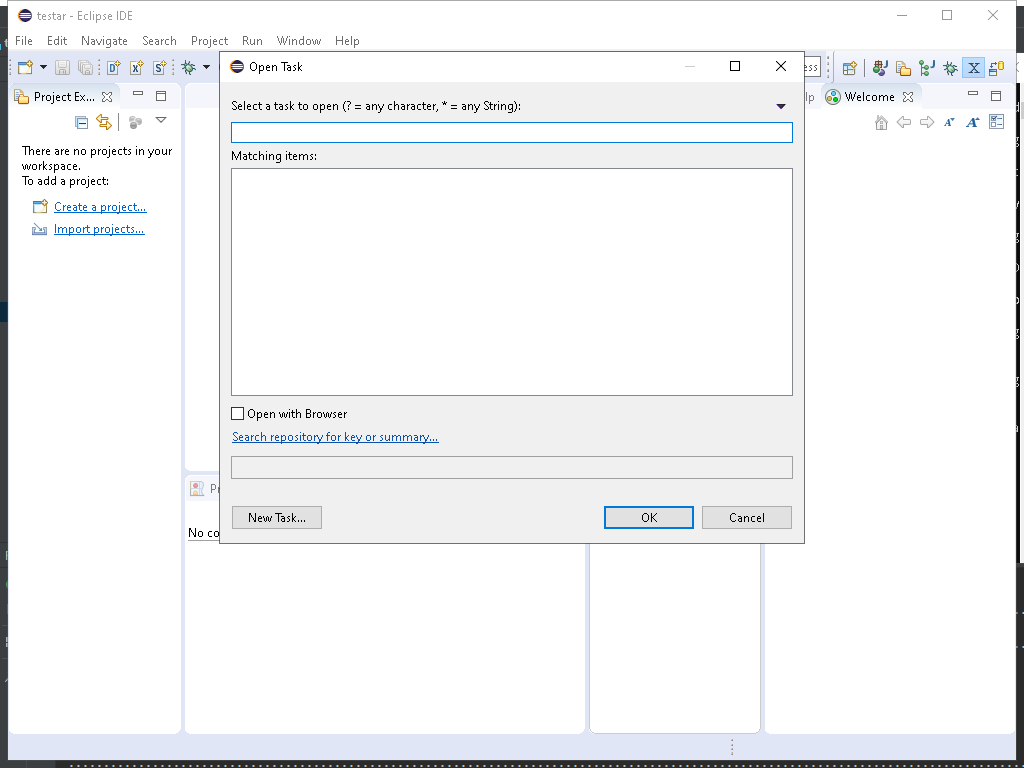 testar - Eclipse IDE
File Edit Navigate Search Project Run Window Help
Open Task
ess
Project Ex...
Select a task to open (? = any character, * = any String):
lp
Welcome
Matching items:
There are no projects in your
workspace.
To add a project:
Create a project...
Import projects...
Open with Browser
Search repository for key or summary...
Pr
New Task...
OK
Cancel
No co